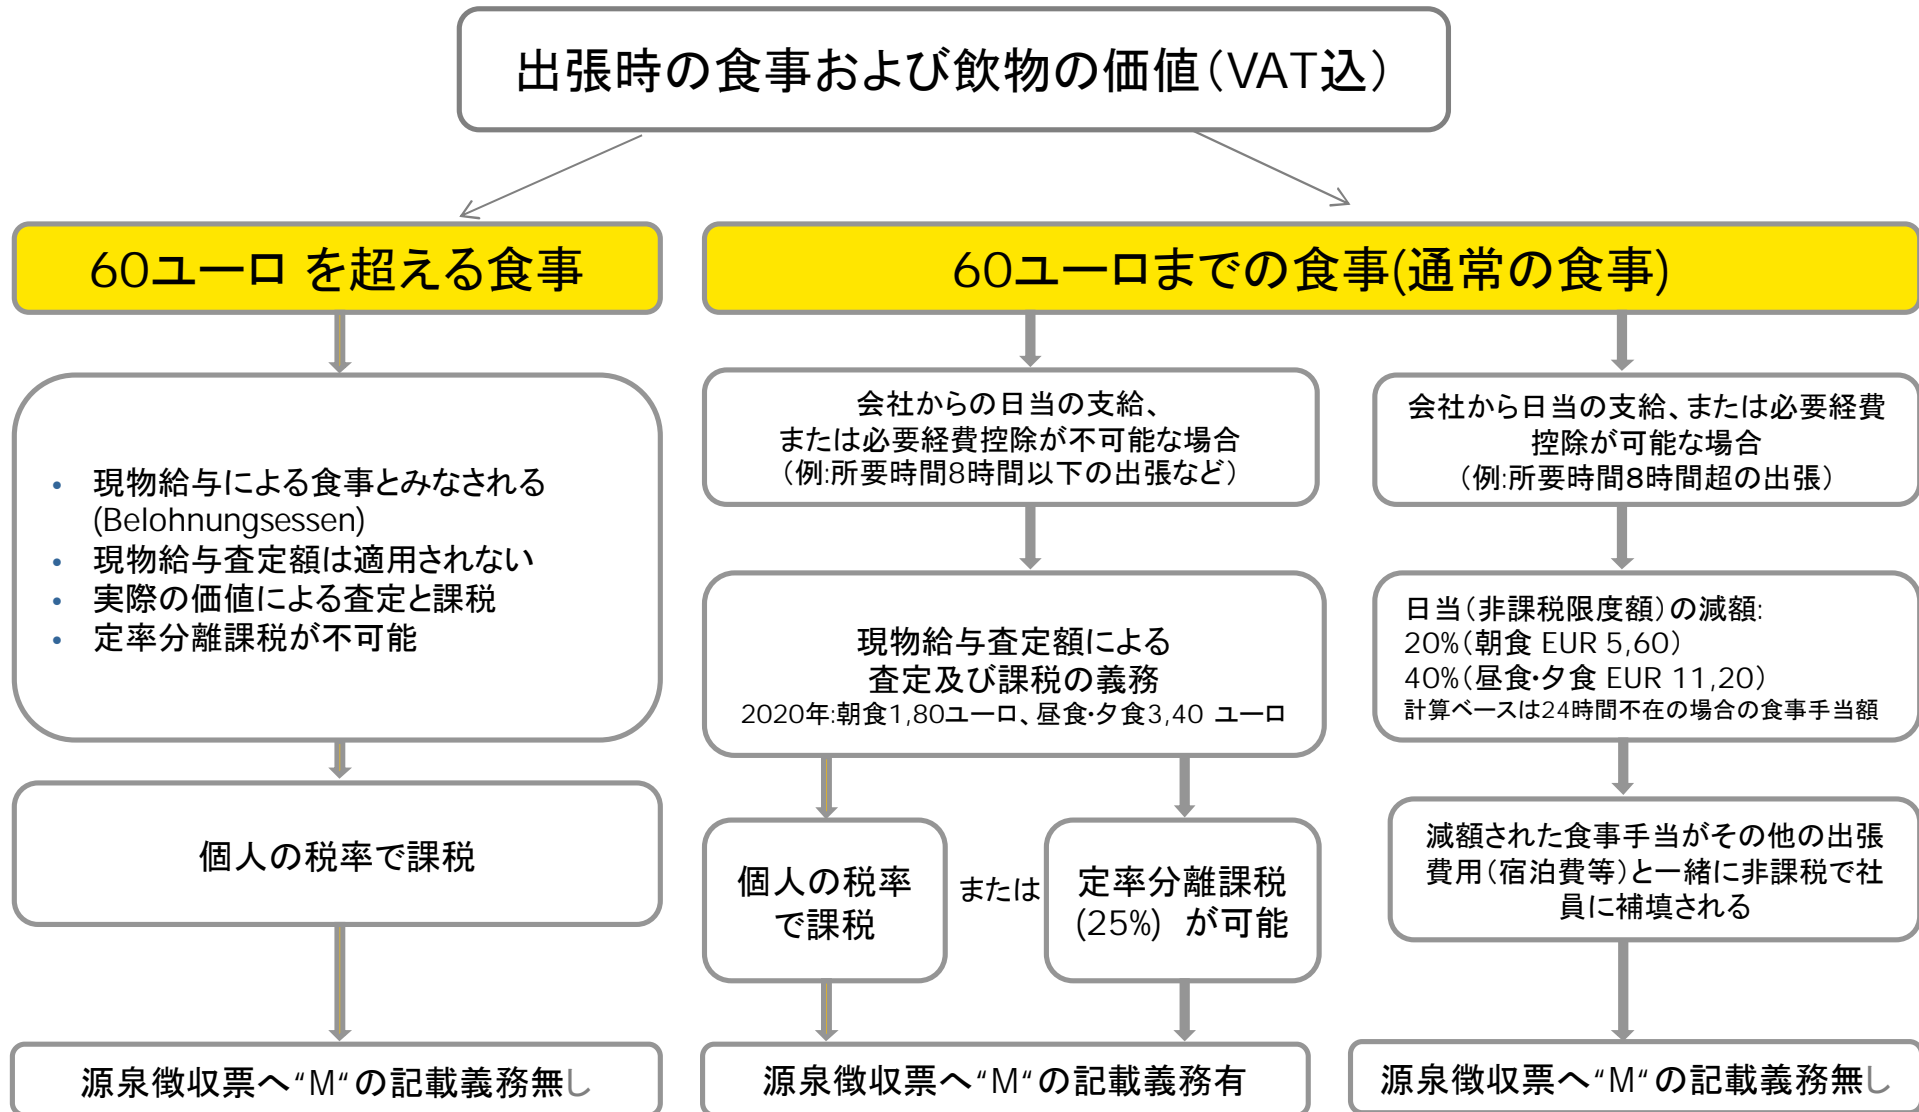 出張時の食事および飲物の価値(VAT込)
60ユーロ を超える食事
60ユーロまでの食事(通常の食事)
• 現物給与による食事とみなされる
(Belohnungsessen)
• 現物給与査定額は適用されない
• 実際の価値による査定と課税
• 定率分離課税が不可能
個人の税率で課税
源泉徴収票へ“M“の記載義務無し
会社からの日当の支給、
または必要経費控除が不可能な場合
(例:所要時間8時間以下の出張など)
現物給与査定額による
査定及び課税の義務
2020年:朝食1,80ユーロ、昼食・夕食3,40 ユーロ
個人の税率
で課税
または
定率分離課税
(25%) が可能
源泉徴収票へ“M“の記載義務有
会社から日当の支給、または必要経費
控除が可能な場合
(例:所要時間8時間超の出張)
日当(非課税限度額)の減額:
20%(朝食 EUR 5,60)
40%(昼食・夕食 EUR 11,20)
計算ベースは24時間不在の場合の食事手当額
減額された食事手当がその他の出張
費用(宿泊費等)と一緒に非課税で社
員に補填される
源泉徴収票へ“M“の記載義務無し